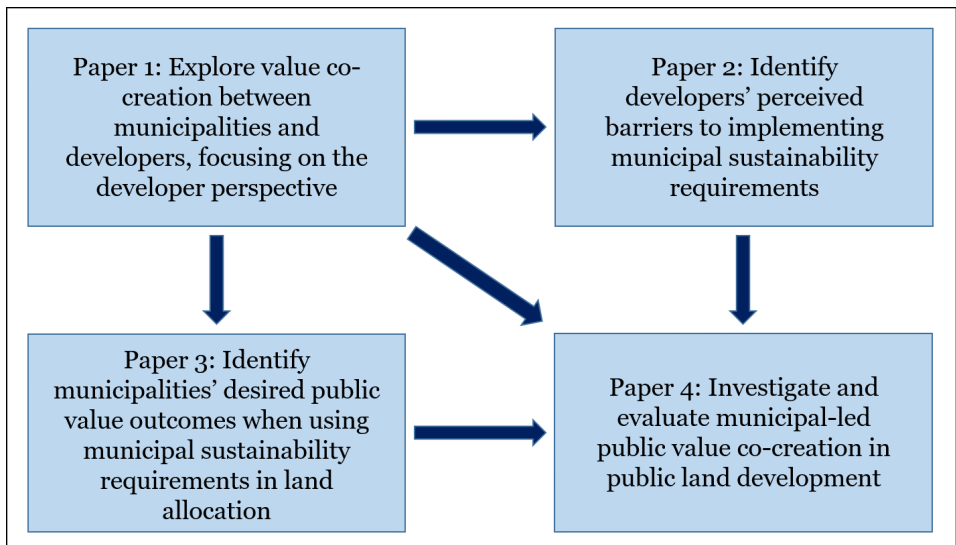 Paper 1: Explore value co-
creation between
municipalities and
developers, focusing on the
developer perspective
Paper 2: Identify
developers’ perceived
barriers to implementing
municipal sustainability
requirements
Paper 3: Identify
municipalities’ desired public
value outcomes when using
municipal sustainability
requirements in land
allocation
Paper 4: Investigate and
evaluate municipal-led
public value co-creation in
public land development